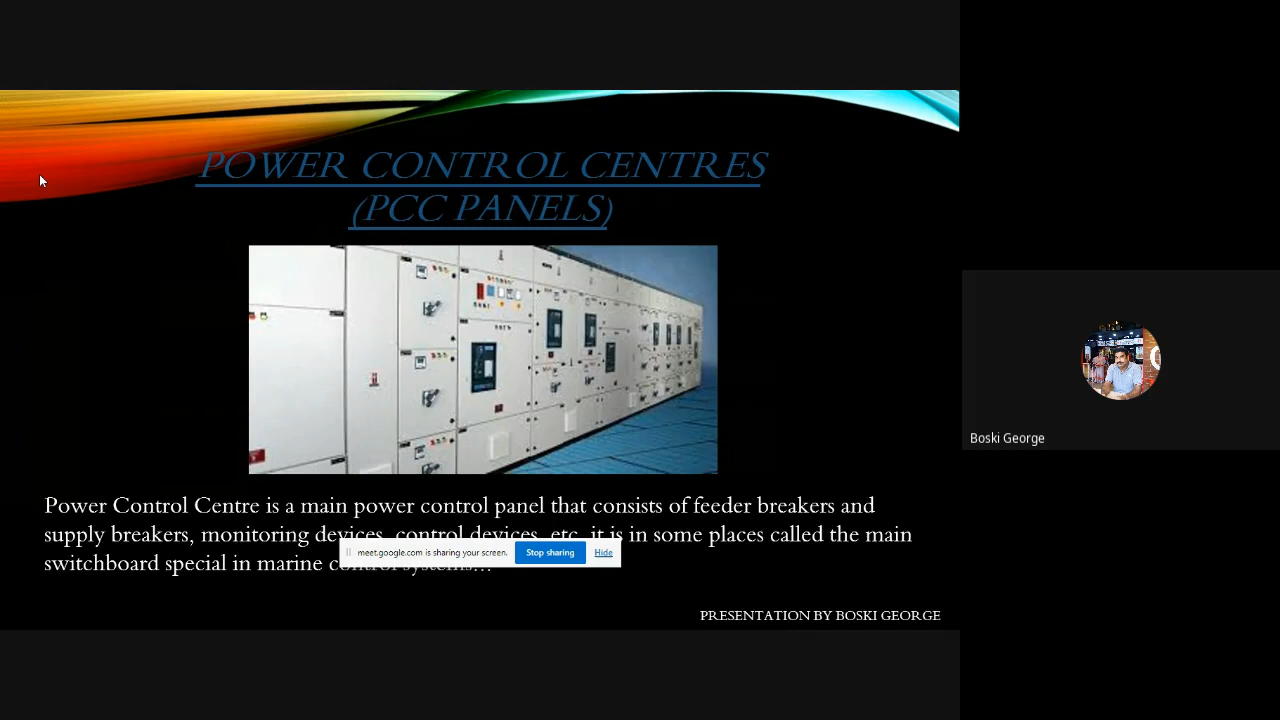 POWER CONTROL CENTRES
(PCC PANELS)
Power Control Centre is a main power control panel that consists of feeder breakers and
supply breakers, monitoring devices, control devices, etc. it is in some places called the main
switchboard special in marine control systems...
meet.google.com is sharing your screen.
Stop sharing
Hide
PRESENTATION BY BOSKI GEORGE
Boski George